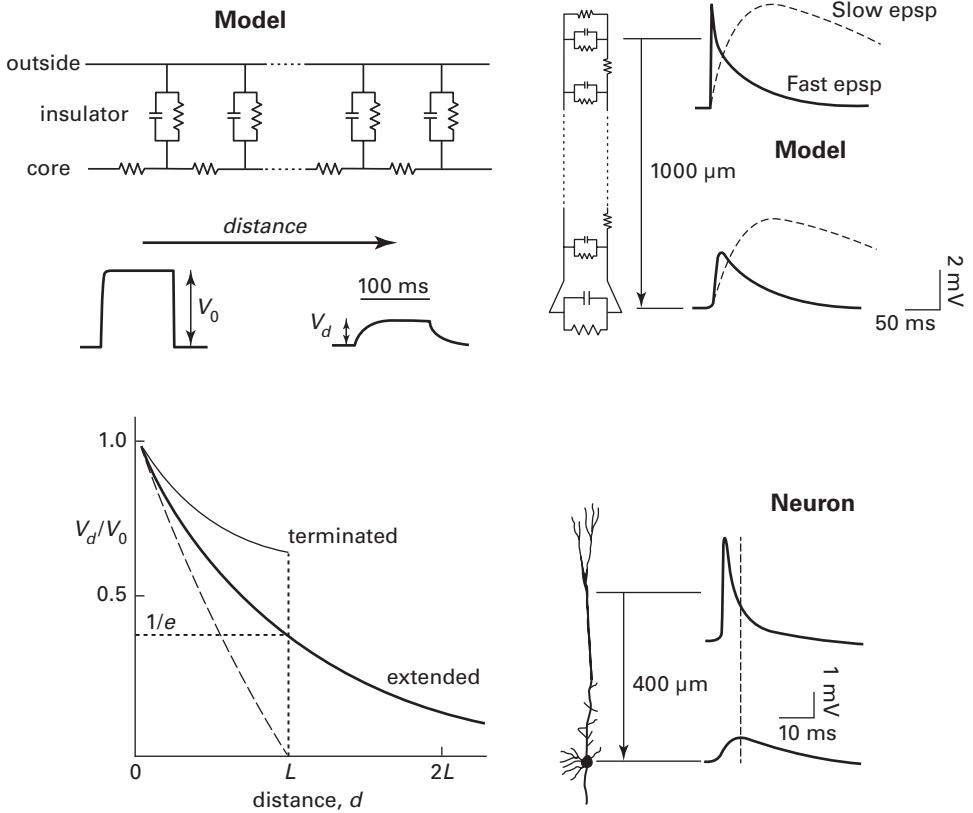 Model
outside
insulator
core
distance
V0
100 ms
Vd
Slow epsp
Fast epsp
1000 µm
Model
2 mV
50 ms
1.0
Vd/V0
0.5
1/e
terminated
extended
0
L
2L
distance, d
Neuron
400 µm
1 mV
10 ms